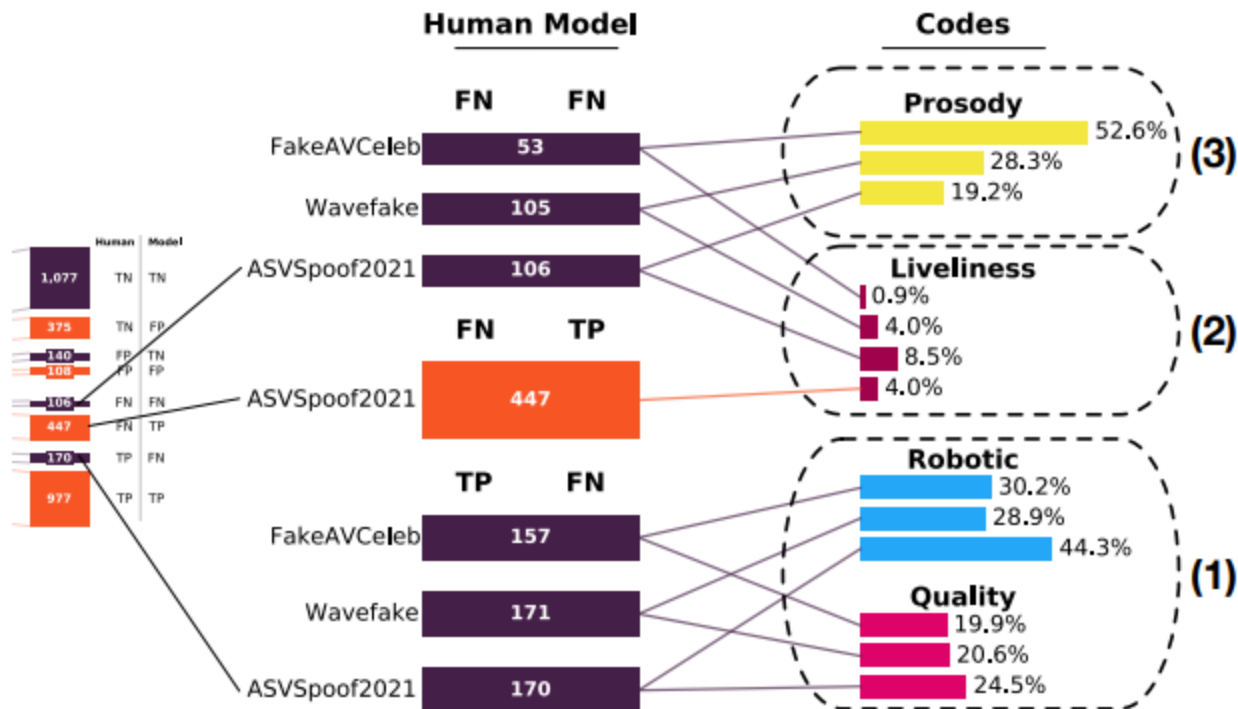 Human Model
Codes
FN FN
FakeAVCeleb 53
Wavefake 105
ASVSpoof2021 106
FN TP
ASVSpoof2021 447
TP FN
FakeAVCeleb 157
Wavefake 171
ASVSpoof2021 170
Prosody
52.6%
28.3%
19.2%
(3)
Liveliness
0.9%
4.0%
8.5%
4.0%
(2)
Robotic
30.2%
28.9%
44.3%
Quality
19.9%
20.6%
24.5%
(1)
Human Model
1,077 TN TN
375 TN FP
140 FP TN
108 FP FP
106 FN FN
447 FN TP
170 TP FN
977 TP TP